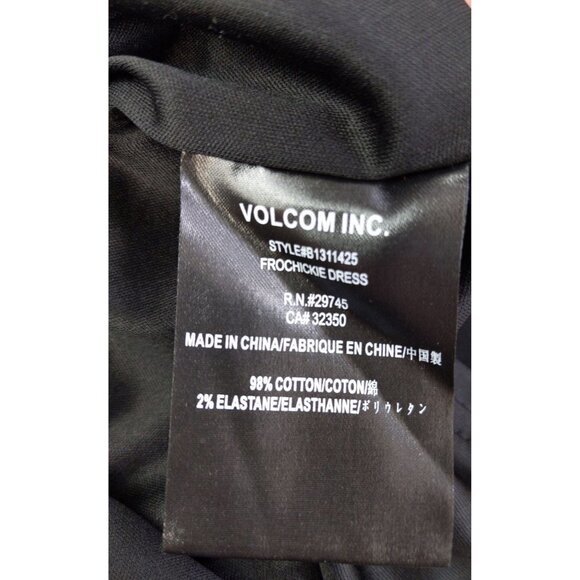 VOLCOM INC.
STYLE#B1311425
FROCHICKIE DRESS
R.N.#29745
CA# 32350
MADE IN CHINA/FABRIQUE EN CHINE/中国製
98% COTTON/COTON/綿
2% ELASTANE/ELASTHANNE/ポリウレタン